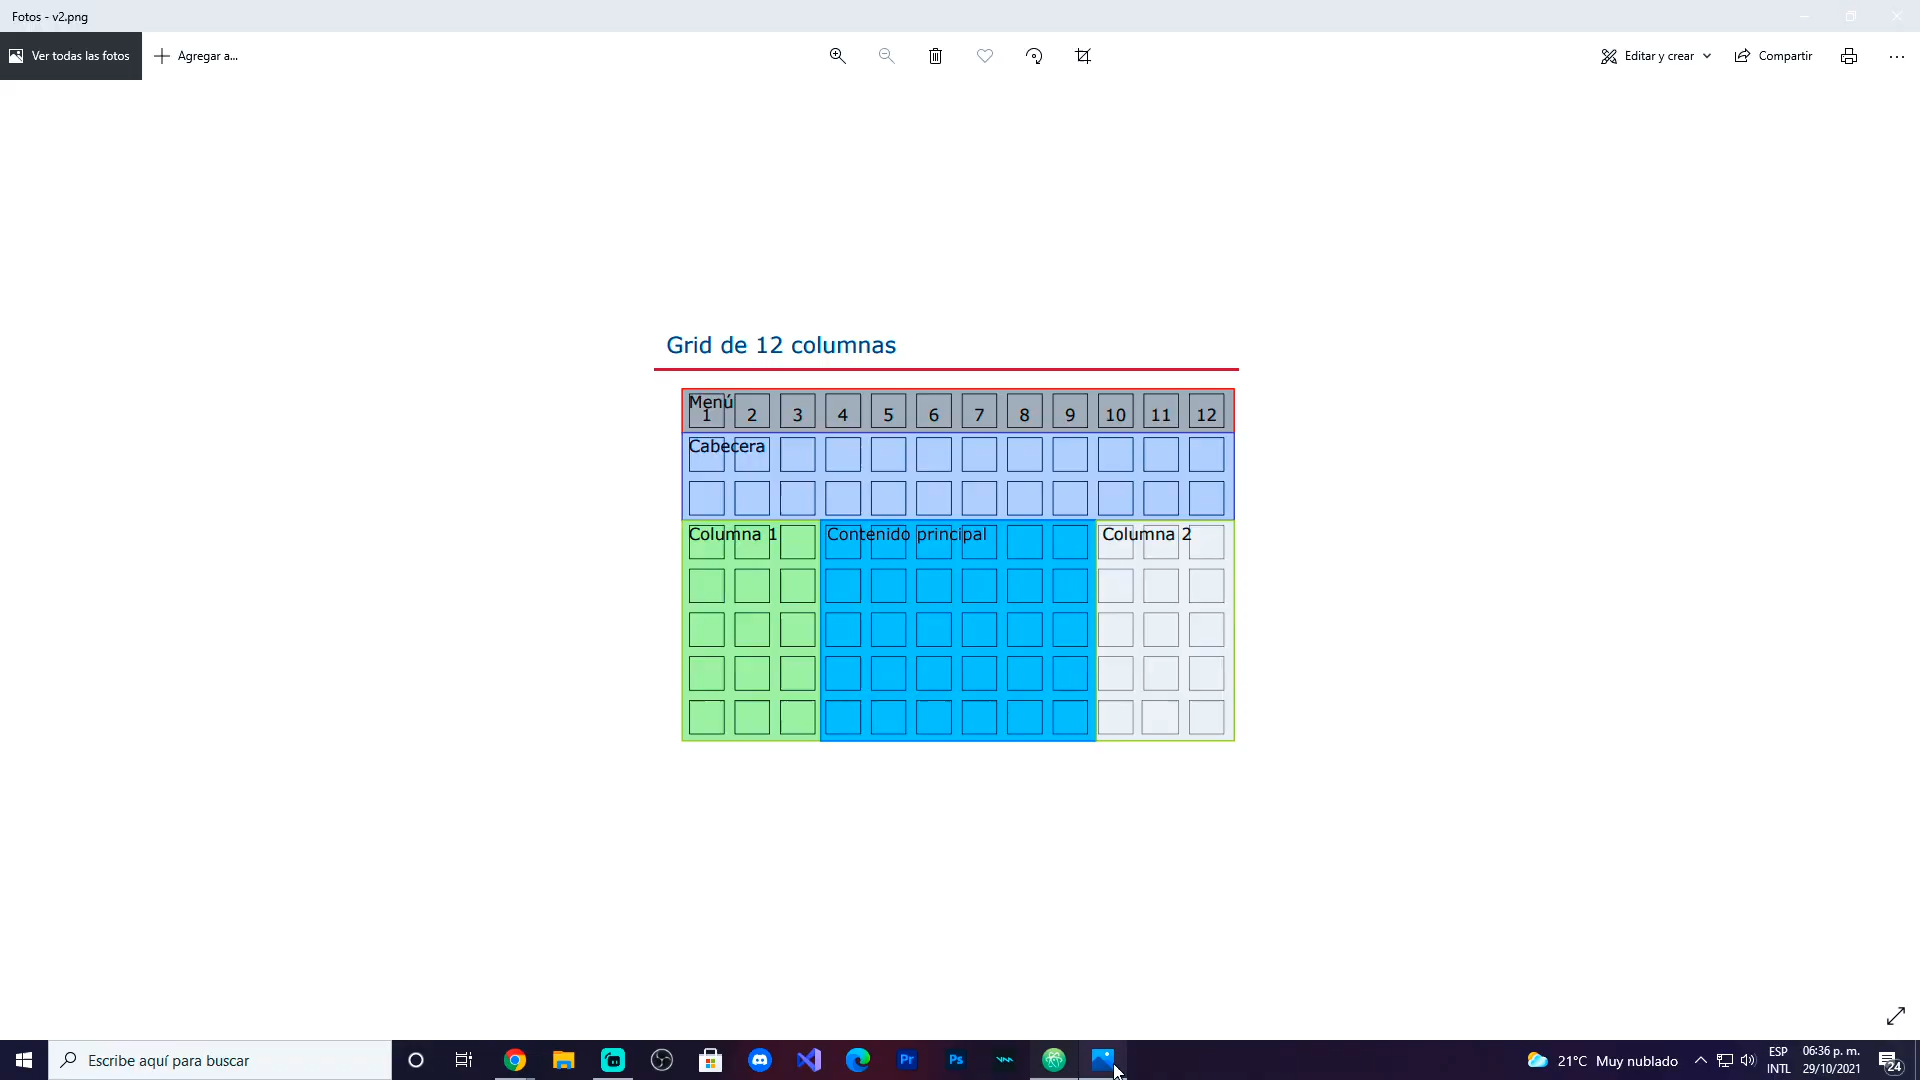 Fotos - v2.png
Ver todas las fotos
Agregar a...
Editar y crear
Compartir
Grid de 12 columnas
Menú
1 2 3 4 5 6 7 8 9 10 11 12
Cabecera
Columna 1
Contenido principal
Columna 2
Escribe aquí para buscar
Pr
Ps
21°C Muy nublado
ESP
INTL
06:36 p. m.
29/10/2021
24